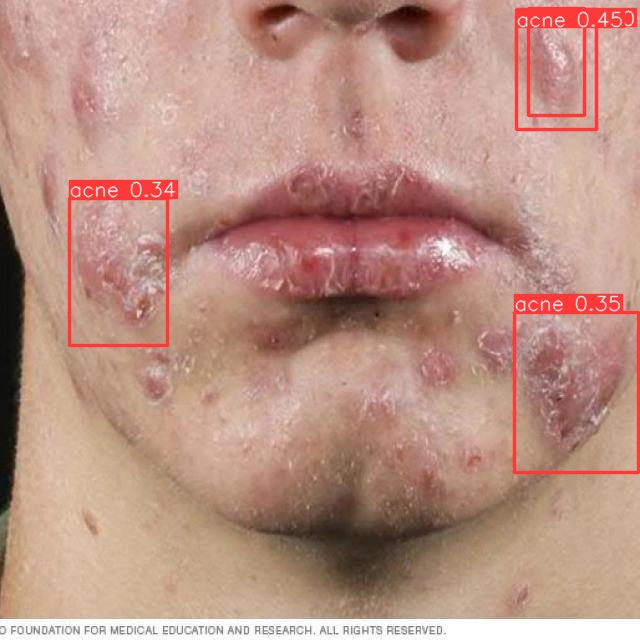 acne 0.45
acne 0.34
acne 0.35
O FOUNDATION FOR MEDICAL EDUCATION AND RESEARCH. ALL RIGHTS RESERVED.